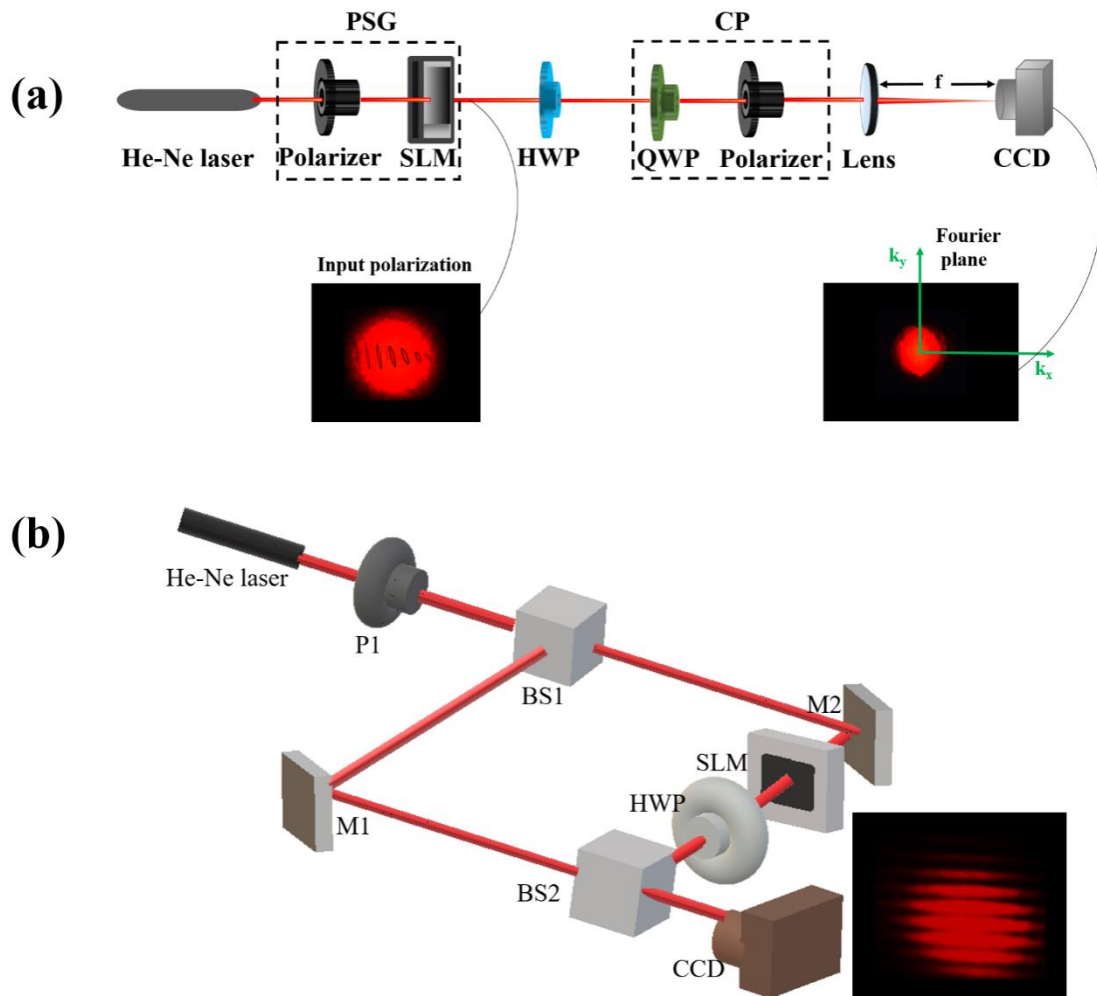 (a)
PSG
CP
f
He-Ne laser
Polarizer
SLM
HWP
QWP
Polarizer
Lens
CCD
Input polarization
Fourier
plane
ky
kx
(b)
He-Ne laser
P1
BS1
M2
SLM
HWP
M1
BS2
CCD